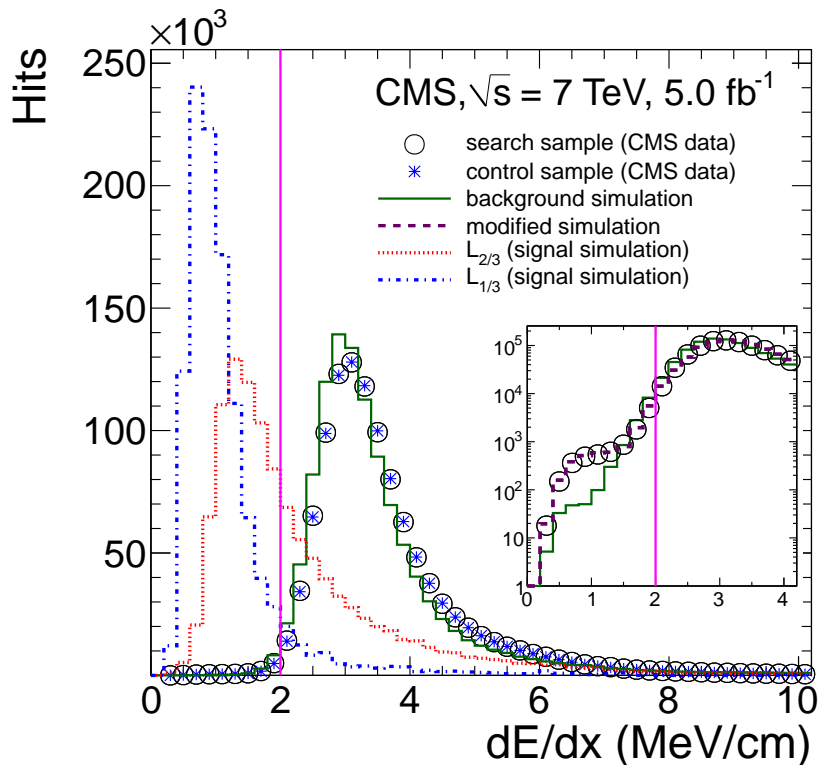 ×10³
Hits
250
200
150
100
50
CMS, √s = 7 TeV, 5.0 fb⁻¹
search sample (CMS data)
control sample (CMS data)
background simulation
modified simulation
L₂/₃ (signal simulation)
L₁/₃ (signal simulation)
10⁵
10⁴
10³
10²
10
1
0 1 2 3 4
0 2 4 6 8 10
dE/dx (MeV/cm)